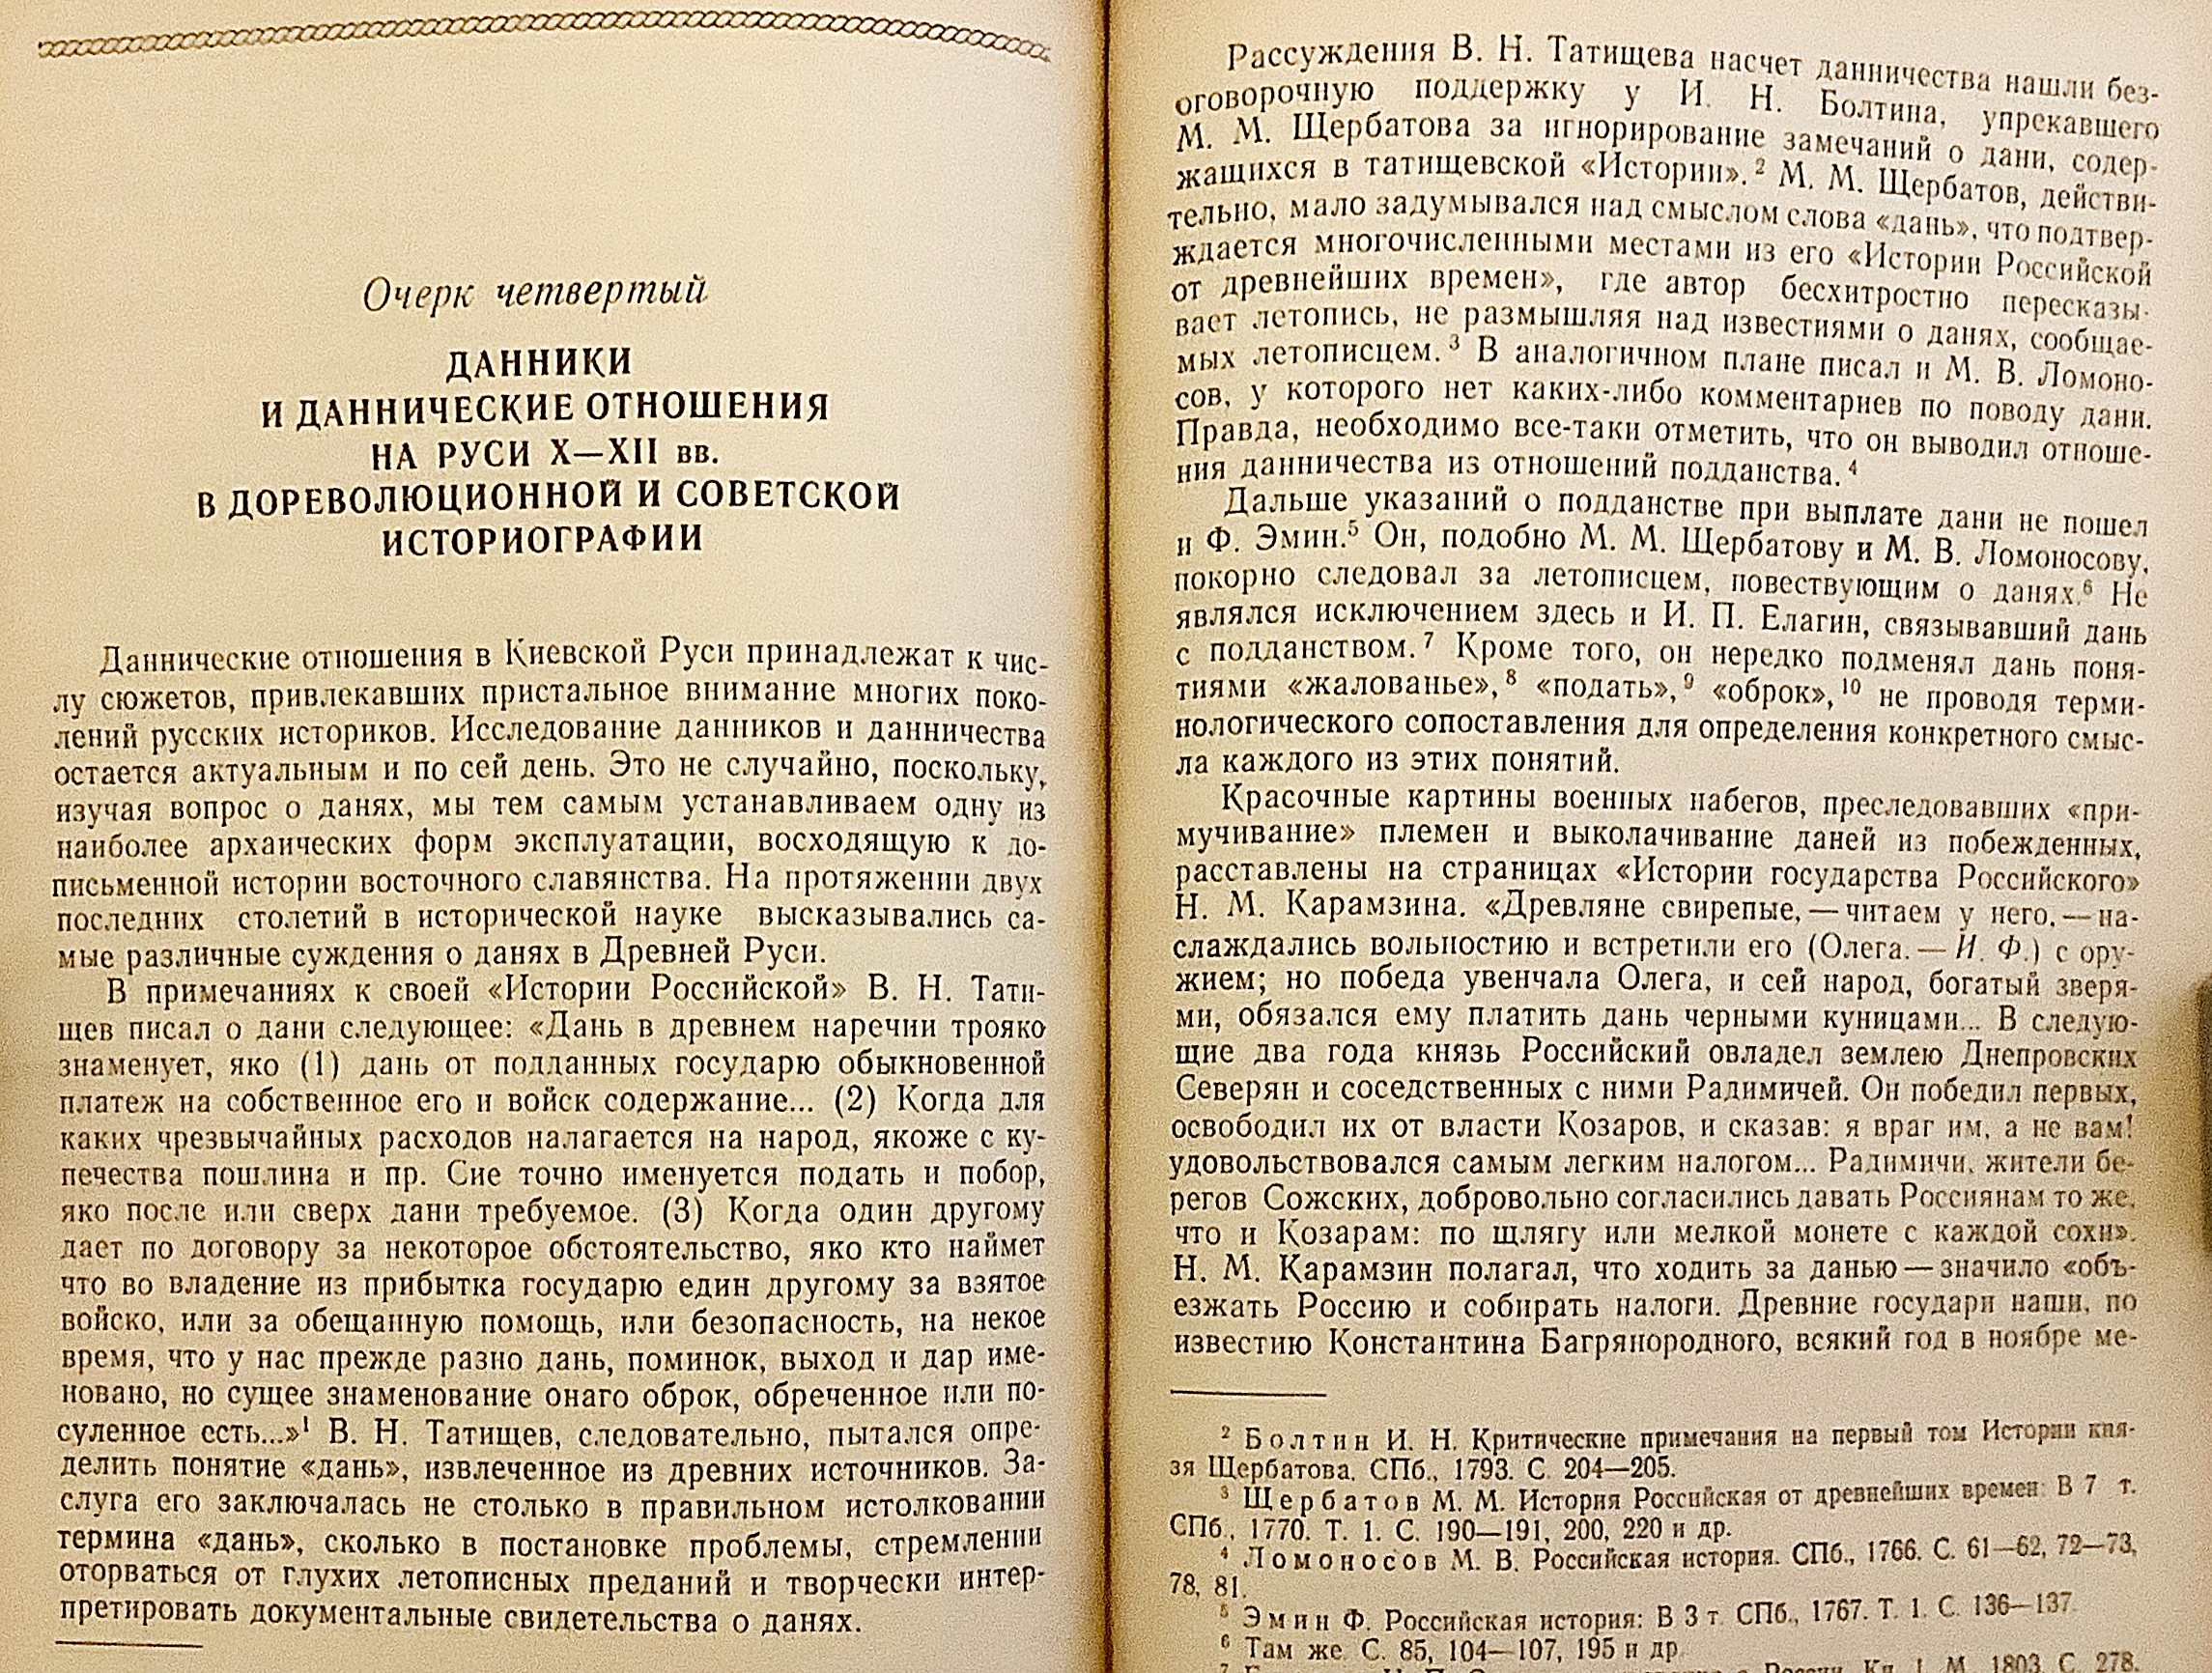 Очерк четвертый
ДАННИКИ
И ДАННИЧЕСКИЕ ОТНОШЕНИЯ
НА РУСИ X—XII вв.
В ДОРЕВОЛЮЦИОННОЙ И СОВЕТСКОЙ
ИСТОРИОГРАФИИ
Даннические отношения в Киевской Руси принадлежат к чис-
лу сюжетов, привлекавших пристальное внимание многих поко-
лений русских историков. Исследование данников и данничества
остается актуальным и по сей день. Это не случайно, поскольку,
изучая вопрос о данях, мы тем самым устанавливаем одну из
наиболее архаических форм эксплуатации, восходящую к до-
письменной истории восточного славянства. На протяжении двух
последних столетий в исторической науке высказывались са-
мые различные суждения о данях в Древней Руси.
В примечаниях к своей «Истории Российской» В. Н. Тати-
щев писал о дани следующее: «Дань в древнем наречии трояко
знаменует, яко (1) дань от подданных государю обыкновенной
платеж на собственное его и войск содержание... (2) Когда для
каких чрезвычайных расходов налагается на народ, якоже с ку-
печества пошлина и пр. Сие точно именуется подать и побор,
яко после или сверх дани требуемое. (3) Когда один другому
дает по договору за некоторое обстоятельство, яко кто наймет
что во владение из прибытка государю един другому за взятое
войско, или за обещанную помощь, или безопасность, на некое
время, что у нас прежде разно дань, поминок, выход и дар име-
новано, но сущее знаменование онаго оброк, обреченное или по-
суленное есть...»¹ В. Н. Татищев, следовательно, пытался опре-
делить понятие «дань», извлеченное из древних источников. За-
слуга его заключалась не столько в правильном истолковании
термина «дань», сколько в постановке проблемы, стремлении
оторваться от глухих летописных преданий и творчески интер-
претировать документальные свидетельства о данях.
Рассуждения В. Н. Татищева насчет данничества нашли без-
оговорочную поддержку у И. Н. Болтина, упрекавшего
М. М. Щербатова за игнорирование замечаний о дани, содер-
жащихся в татищевской «Истории».² М. М. Щербатов, действи-
тельно, мало задумывался над смыслом слова «дань», что подтвер-
ждается многочисленными местами из его «Истории Российской
от древнейших времен», где автор бесхитростно пересказы-
вает летопись, не размышляя над известиями о данях, сообщае-
мых летописцем.³ В аналогичном плане писал и М. В. Ломоно-
сов, у которого нет каких-либо комментариев по поводу дани.
Правда, необходимо все-таки отметить, что он выводил отноше-
ния данничества из отношений подданства.⁴
Дальше указаний о подданстве при выплате дани не пошел
и Ф. Эмин.⁵ Он, подобно М. М. Щербатову и М. В. Ломоносову,
покорно следовал за летописцем, повествующим о данях.⁶ Не
являлся исключением здесь и И. П. Елагин, связывавший дань
с подданством.⁷ Кроме того, он нередко подменял дань поня-
тиями «жалованье»,⁸ «подать»,⁹ «оброк»,¹⁰ не проводя терми-
нологического сопоставления для определения конкретного смыс-
ла каждого из этих понятий.
Красочные картины военных набегов, преследовавших «при-
мучивание» племен и выколачивание даней из побежденных,
расставлены на страницах «Истории государства Российского»
Н. М. Карамзина. «Древляне свирепые,—читаем у него,—на-
слаждались вольностию и встретили его (Олега.— И. Ф.) с ору-
жием; но победа увенчала Олега, и сей народ, богатый зверя-
ми, обязался ему платить дань черными куницами... В следую-
щие два года князь Российский овладел землею Днепровских
Северян и соседственных с ними Радимичей. Он победил первых,
освободил их от власти Козаров, и сказав: я враг им, а не вам!
удовольствовался самым легким налогом... Радимичи, жители бе-
регов Сожских, добровольно согласились давать Россиянам то же,
что и Козарам: по щлягу или мелкой монете с каждой сохи».
Н. М. Карамзин полагал, что ходить за данью—значило «объ-
езжать Россию и собирать налоги. Древние государи наши, по
известию Константина Багрянородного, всякий год в ноябре ме-
² Болтин И. Н. Критические примечания на первый том Истории кня-
зя Щербатова. СПб., 1793. С. 204—205.
³ Щербатов М. М. История Российская от древнейших времен: В 7 т.
СПб., 1770. Т. 1. С. 190—191, 200, 220 и др.
⁴ Ломоносов М. В. Российская история. СПб., 1766. С. 61—62, 72—73,
78, 81.
⁵ Эмин Ф. Российская история: В 3 т. СПб., 1767. Т. 1. С. 136—137.
⁶ Там же. С. 85, 104—107, 195 и др.
России. Кн. 1. М., 1803. С. 278,